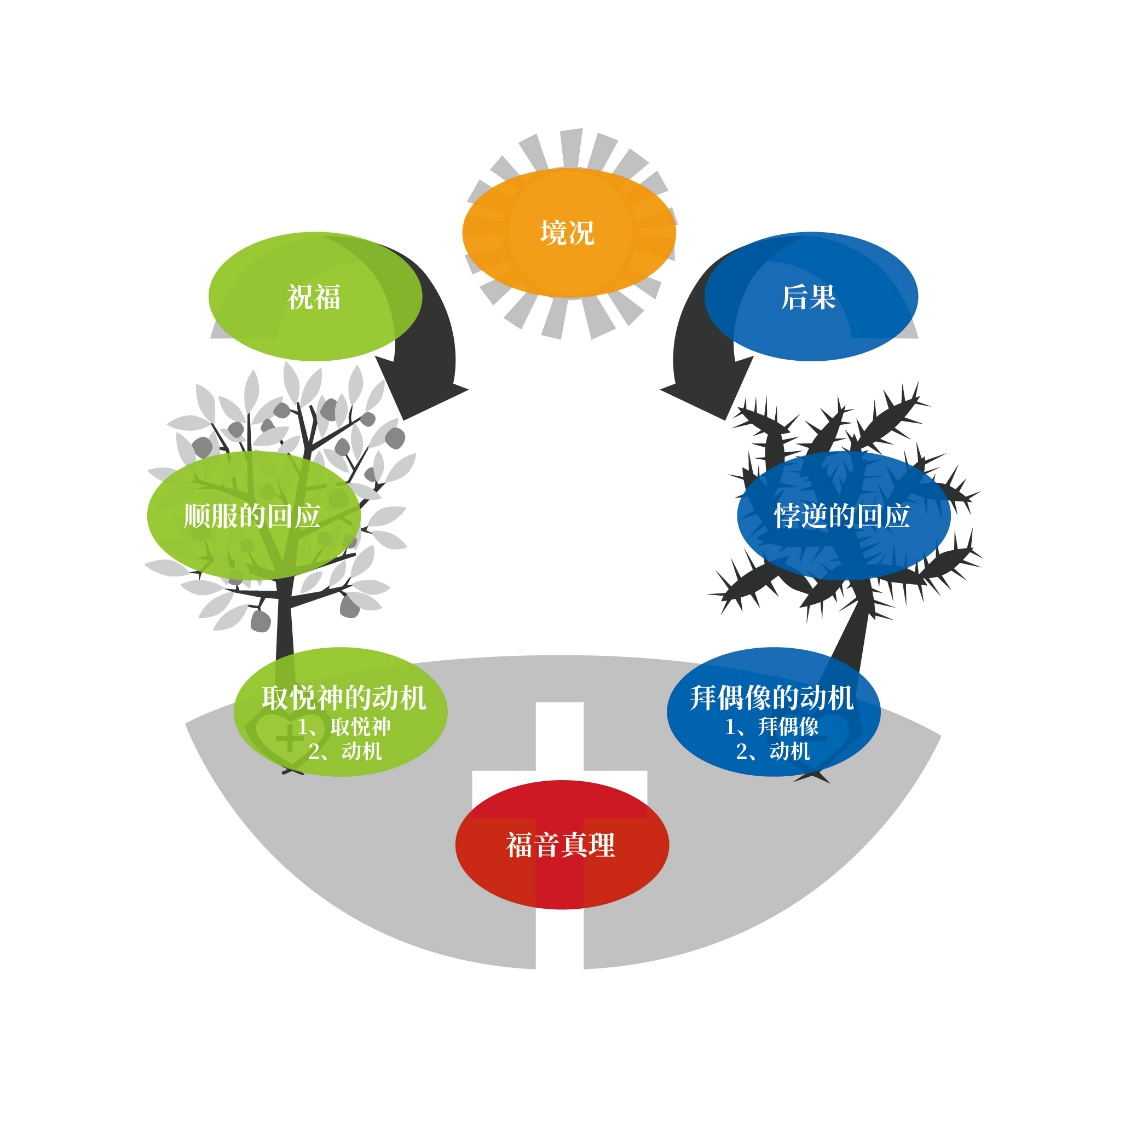 境况
祝福
后果
顺服的回应
悖逆的回应
取悦神的动机
1、取悦神
2、动机
拜偶像的动机
1、拜偶像
2、动机
福音真理